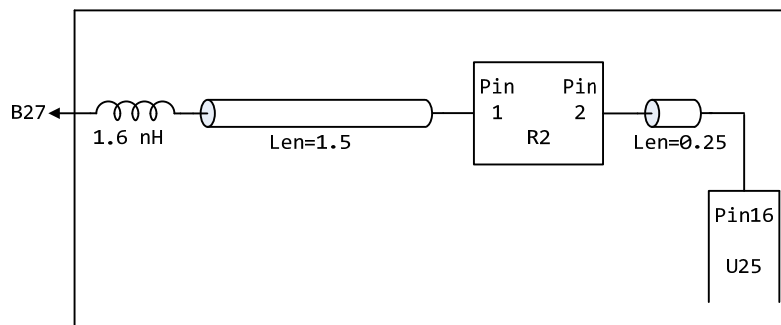 B27
1.6 nH
Len=1.5
Pin Pin
1 2
R2
Len=0.25
Pin16
U25